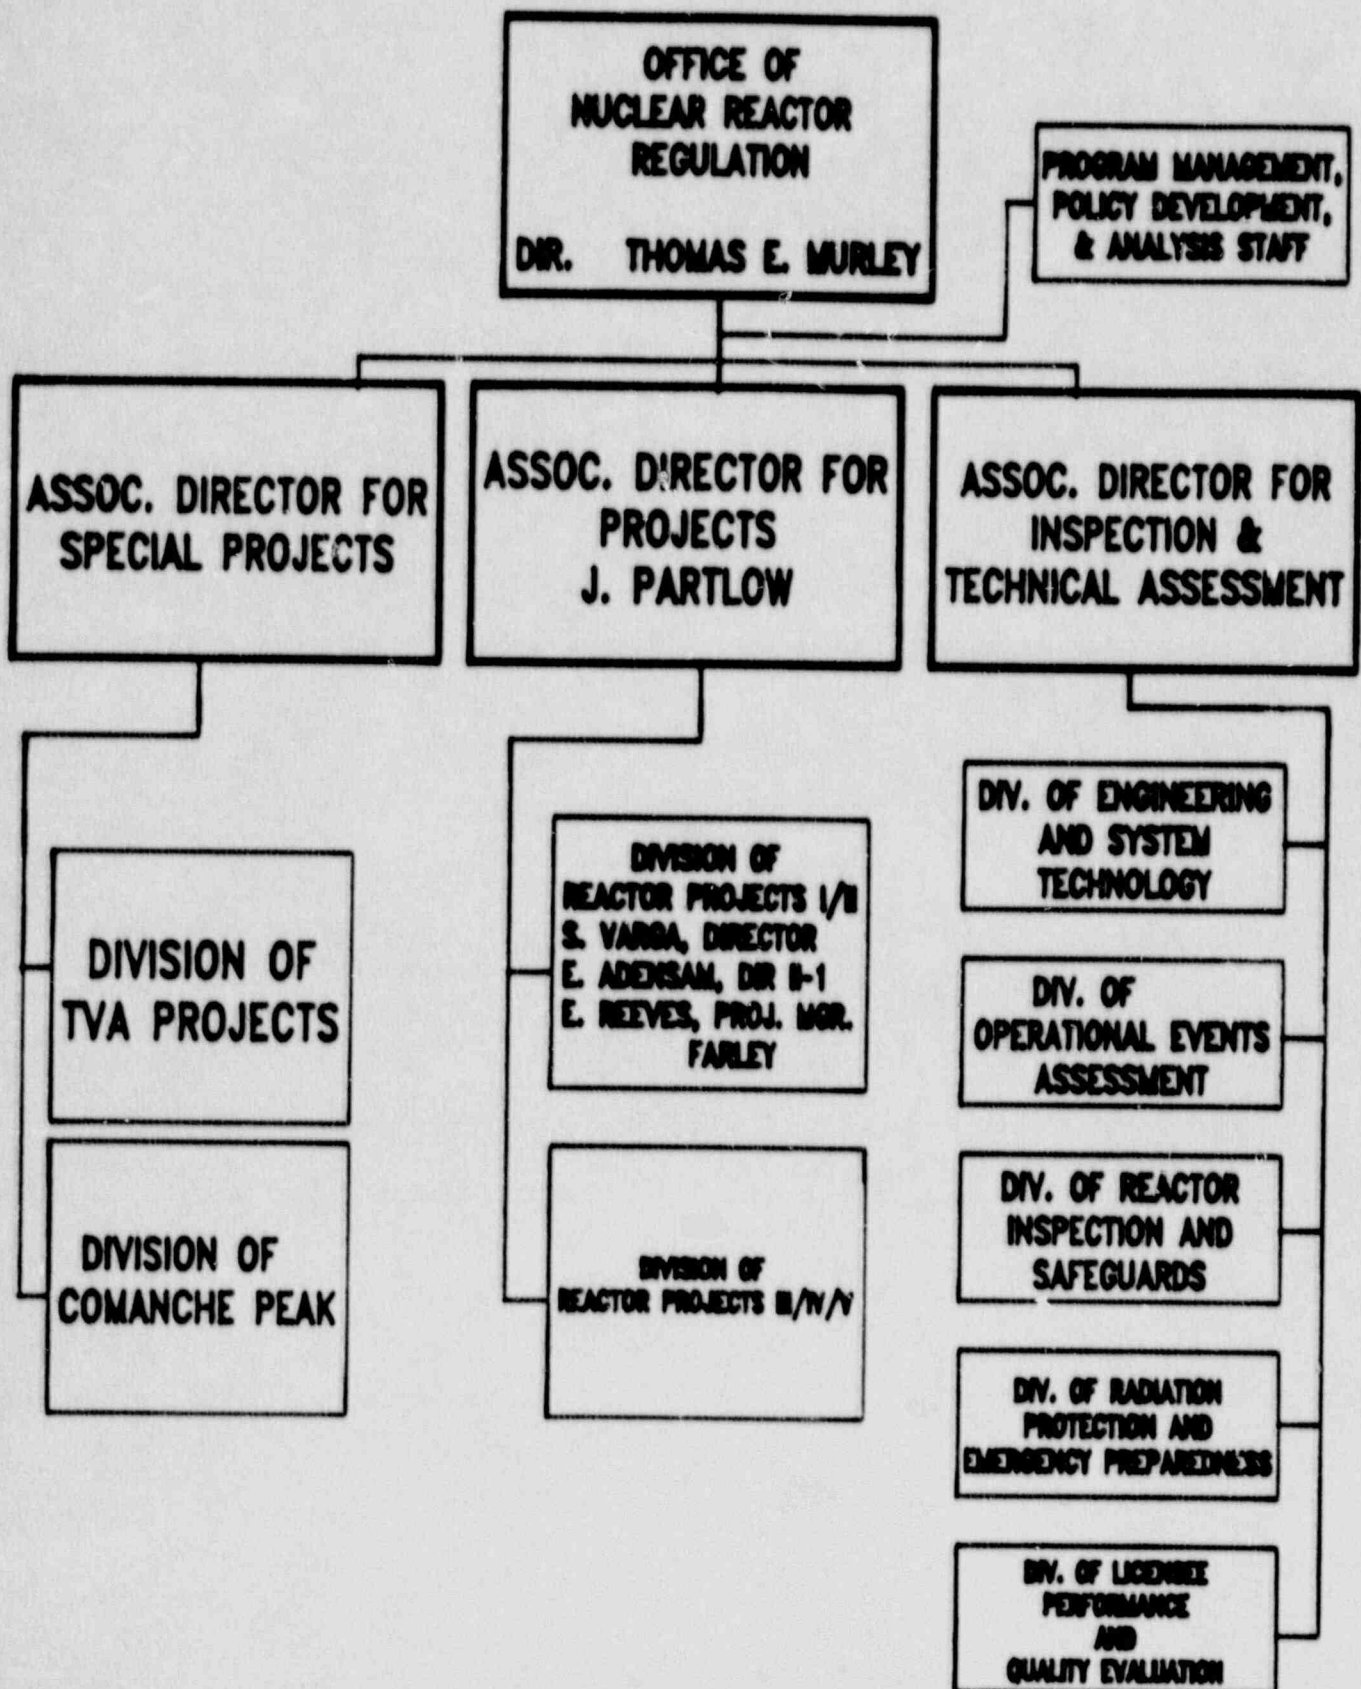 OFFICE OF
NUCLEAR REACTOR
REGULATION
DIR. THOMAS E. MURLEY
PROGRAM MANAGEMENT,
POLICY DEVELOPMENT,
& ANALYSIS STAFF
ASSOC. DIRECTOR FOR
SPECIAL PROJECTS
ASSOC. DIRECTOR FOR
PROJECTS
J. PARTLOW
ASSOC. DIRECTOR FOR
INSPECTION &
TECHNICAL ASSESSMENT
DIVISION OF
TVA PROJECTS
DIVISION OF
COMANCHE PEAK
DIVISION OF
REACTOR PROJECTS I/II
S. VARGA, DIRECTOR
E. ADENSAM, DIR II-1
E. REEVES, PROJ. MGR.
FARLEY
DIVISION OF
REACTOR PROJECTS III/IV/V
DIV. OF ENGINEERING
AND SYSTEM
TECHNOLOGY
DIV. OF
OPERATIONAL EVENTS
ASSESSMENT
DIV. OF REACTOR
INSPECTION AND
SAFEGUARDS
DIV. OF RADIATION
PROTECTION AND
EMERGENCY PREPAREDNESS
DIV. OF LICENSEE
PERFORMANCE
AND
QUALITY EVALUATION